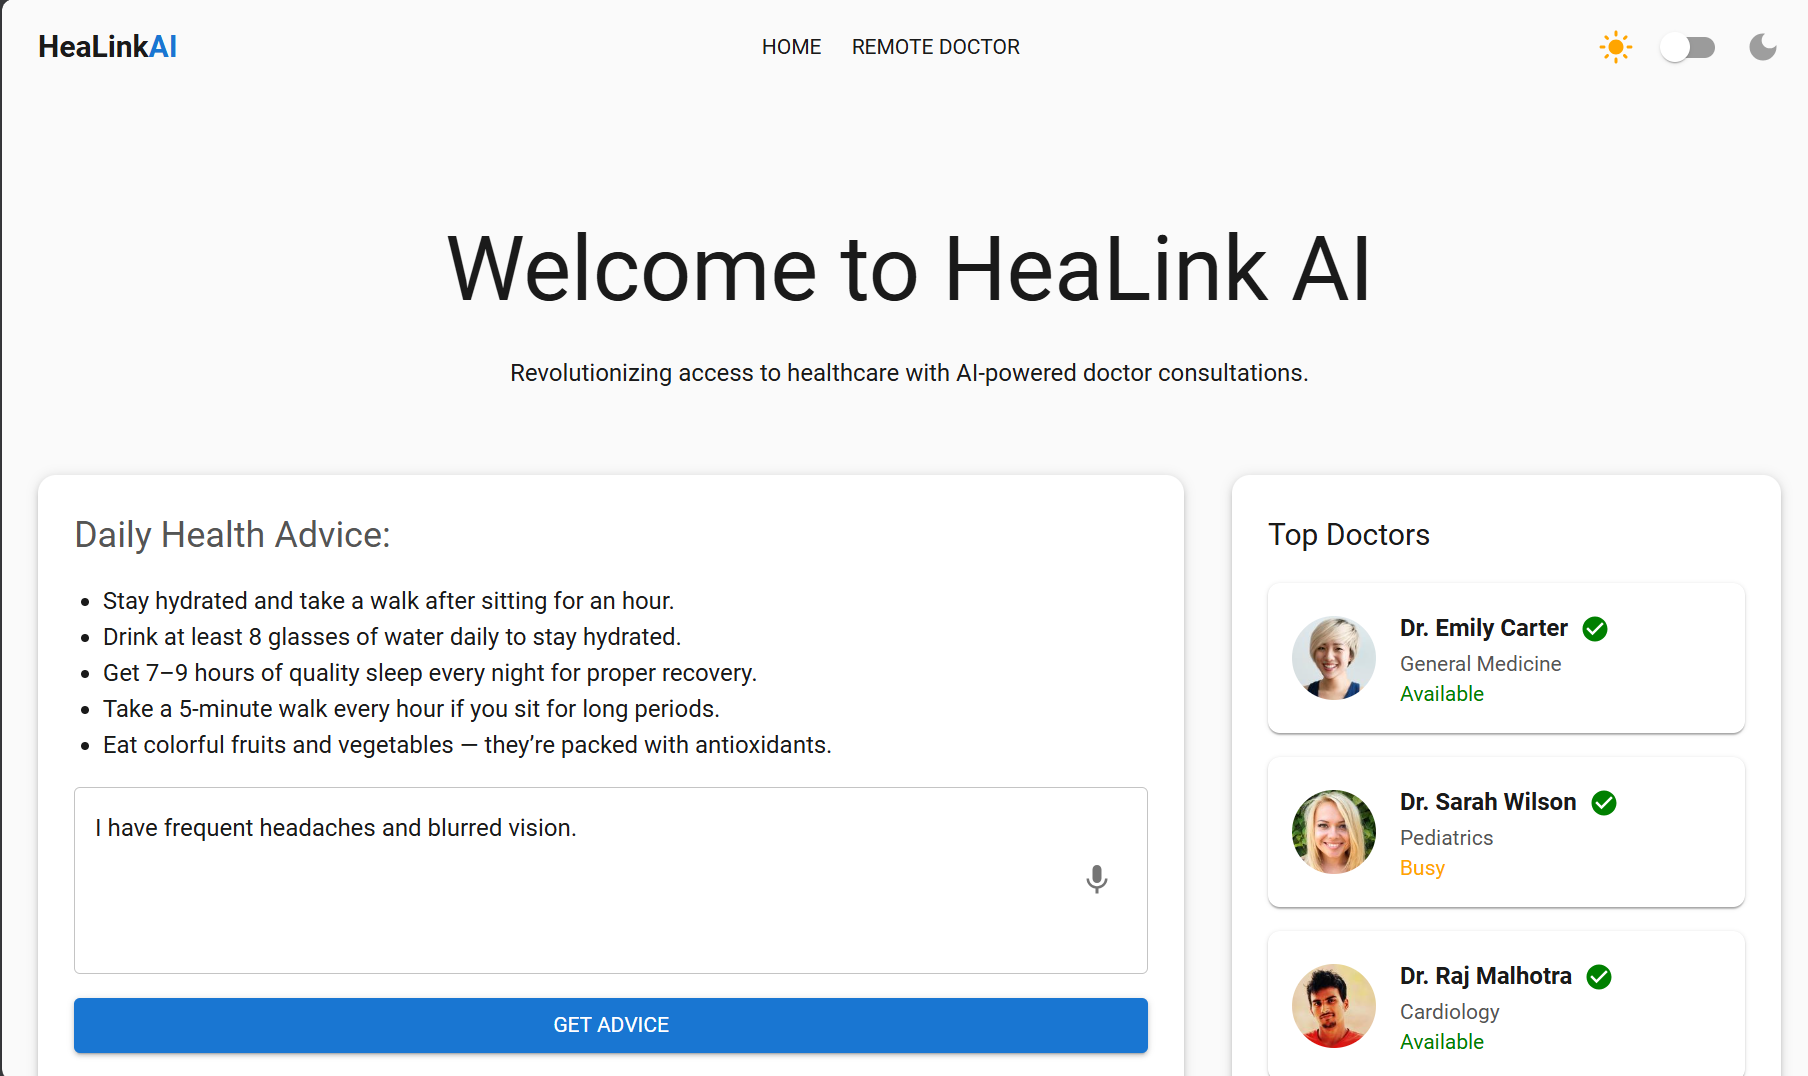 HeaLinkAI
HOME
REMOTE DOCTOR
Welcome to HeaLink AI
Revolutionizing access to healthcare with AI-powered doctor consultations.
Daily Health Advice:
Stay hydrated and take a walk after sitting for an hour.
Drink at least 8 glasses of water daily to stay hydrated.
Get 7–9 hours of quality sleep every night for proper recovery.
Take a 5-minute walk every hour if you sit for long periods.
Eat colorful fruits and vegetables — they’re packed with antioxidants.
I have frequent headaches and blurred vision.
GET ADVICE
Top Doctors
Dr. Emily Carter
General Medicine
Available
Dr. Sarah Wilson
Pediatrics
Busy
Dr. Raj Malhotra
Cardiology
Available